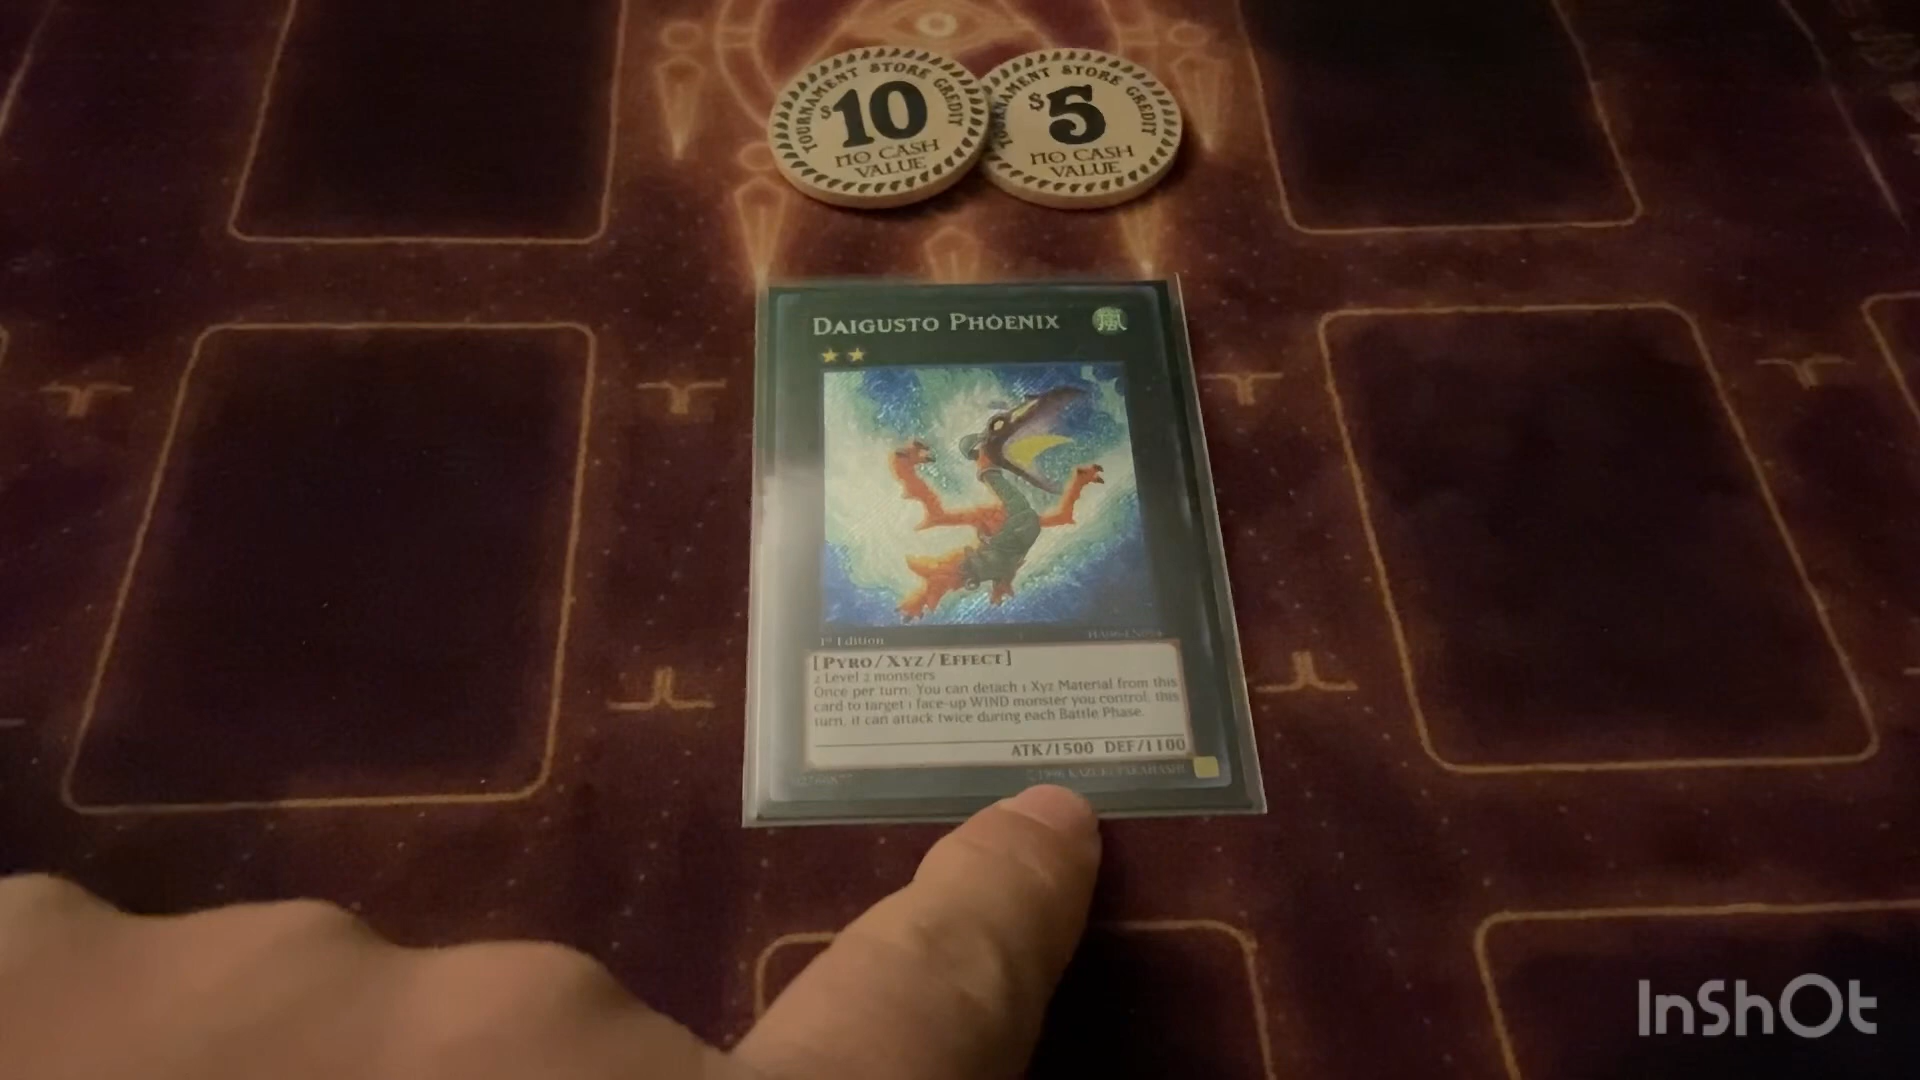 TOURNAMENT STORE CREDIT
$10
NO CASH
VALUE
TOURNAMENT STORE CREDIT
$5
NO CASH
VALUE
DAIGUSTO PHOENIX
風
1st Edition
[PYRO/XYZ/EFFECT]
2 Level 2 monsters
Once per turn: You can detach 1 Xyz Material from this
card to target 1 face-up WIND monster you control; this
turn, it can attack twice during each Battle Phase.
ATK/1500 DEF/1100
InShOt